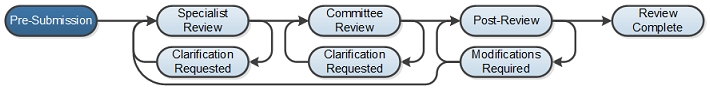 Pre-Submission
Specialist
Review
Committee
Review
Post-Review
Review
Complete
Clarification
Requested
Clarification
Requested
Modifications
Required